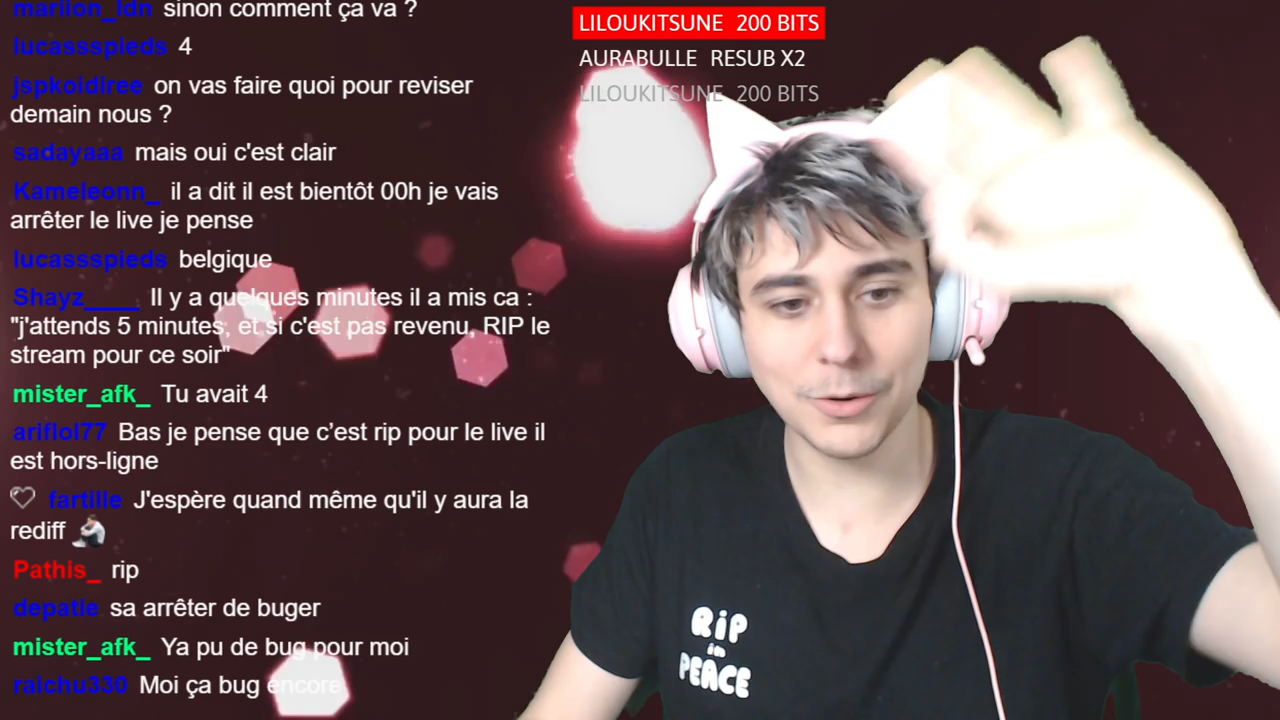 marilon_ldn sinon comment ça va ?
lucassspieds 4
jspkoidiree on vas faire quoi pour reviser
demain nous ?
sadayaaa mais oui c'est clair
Kameleonn_ il a dit il est bientôt 00h je vais
arrêter le live je pense
lucassspieds belgique
Shayz____ Il y a quelques minutes il a mis ca :
"j'attends 5 minutes, et si c'est pas revenu, RIP le
stream pour ce soir"
mister_afk_ Tu avait 4
ariflol77 Bas je pense que c’est rip pour le live il
est hors-ligne
fartille J'espère quand même qu'il y aura la
rediff
Pathis_ rip
depatie sa arrêter de buger
mister_afk_ Ya pu de bug pour moi
raichu330 Moi ça bug encore
LILOUKITSUNE 200 BITS
AURABULLE RESUB X2
LILOUKITSUNE 200 BITS
RiP
in
PEACE